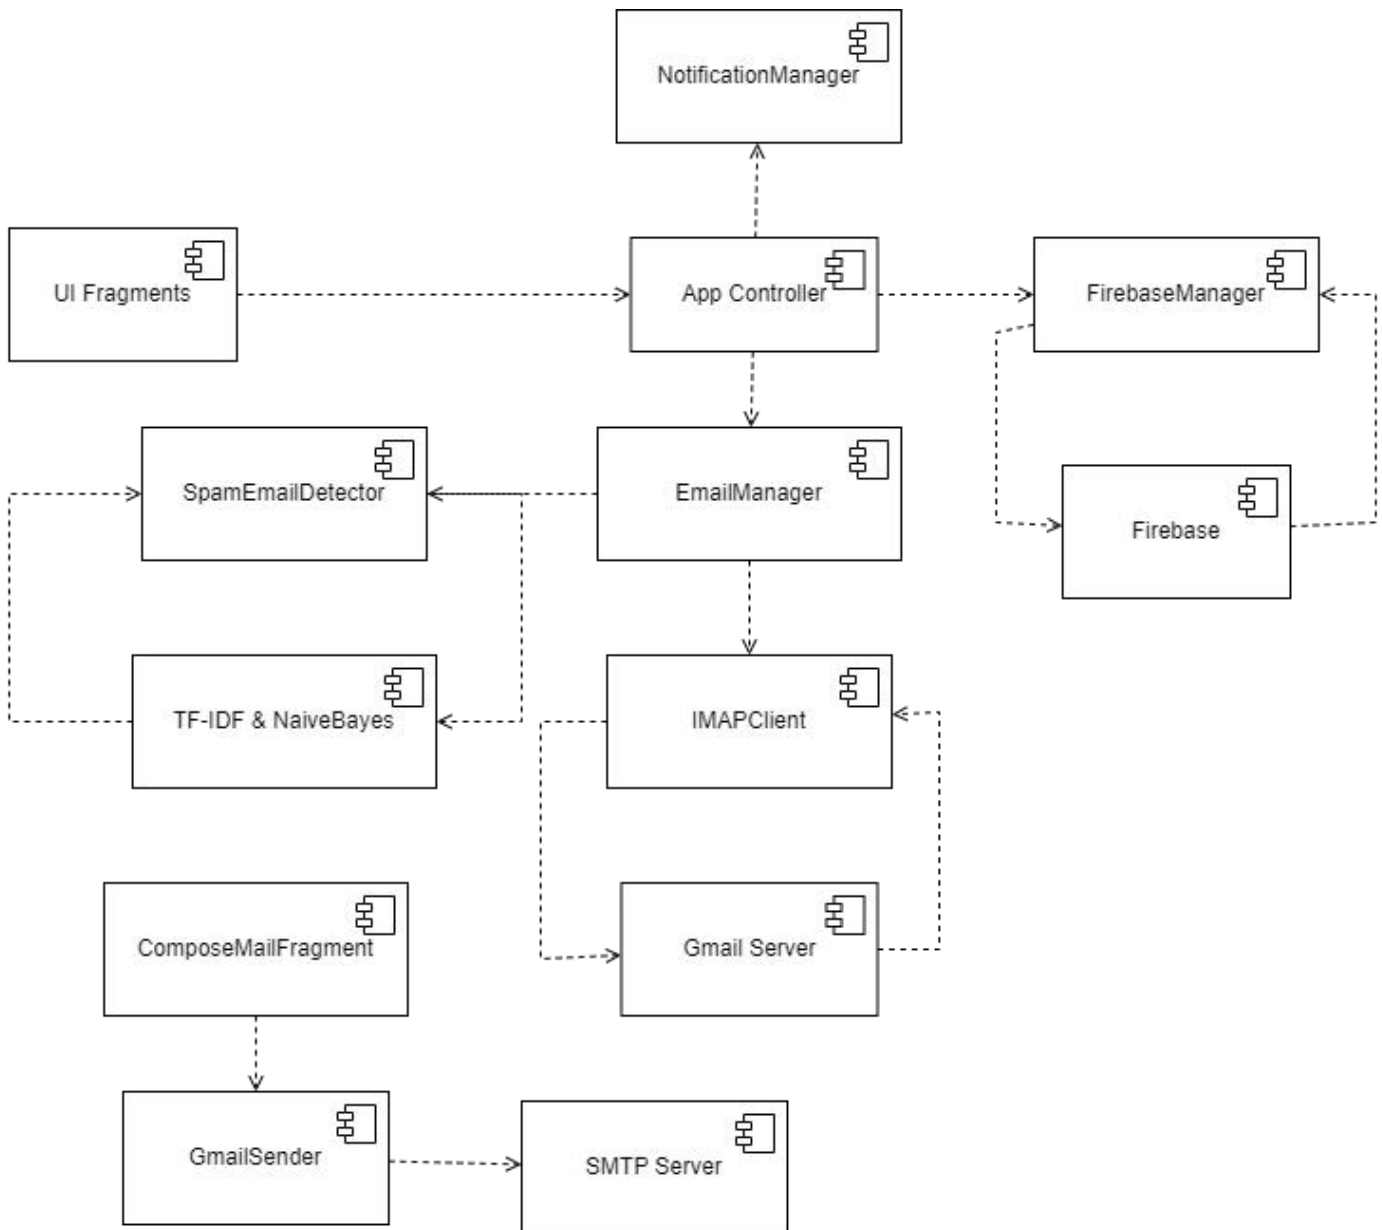 NotificationManager
UI Fragments
App Controller
FirebaseManager
SpamEmailDetector
EmailManager
Firebase
TF-IDF & NaiveBayes
IMAPClient
ComposeMailFragment
Gmail Server
GmailSender
SMTP Server